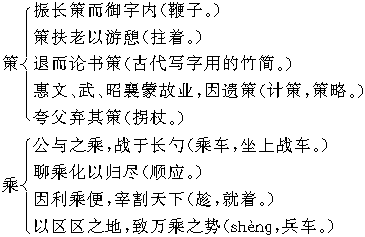 策
振长策而御宇内(鞭子。)
策扶老以游憩(拄着。)
退而论书策(古代写字用的竹简。)
惠文、武、昭襄蒙故业，因遗策(计策，策略。)
夸父弃其策(拐杖。)
乘
公与之乘，战于长勺(乘车，坐上战车。)
聊乘化以归尽(顺应。)
因利乘便，宰割天下(趁，就着。)
以区区之地，致万乘之势(shèng，兵车。)